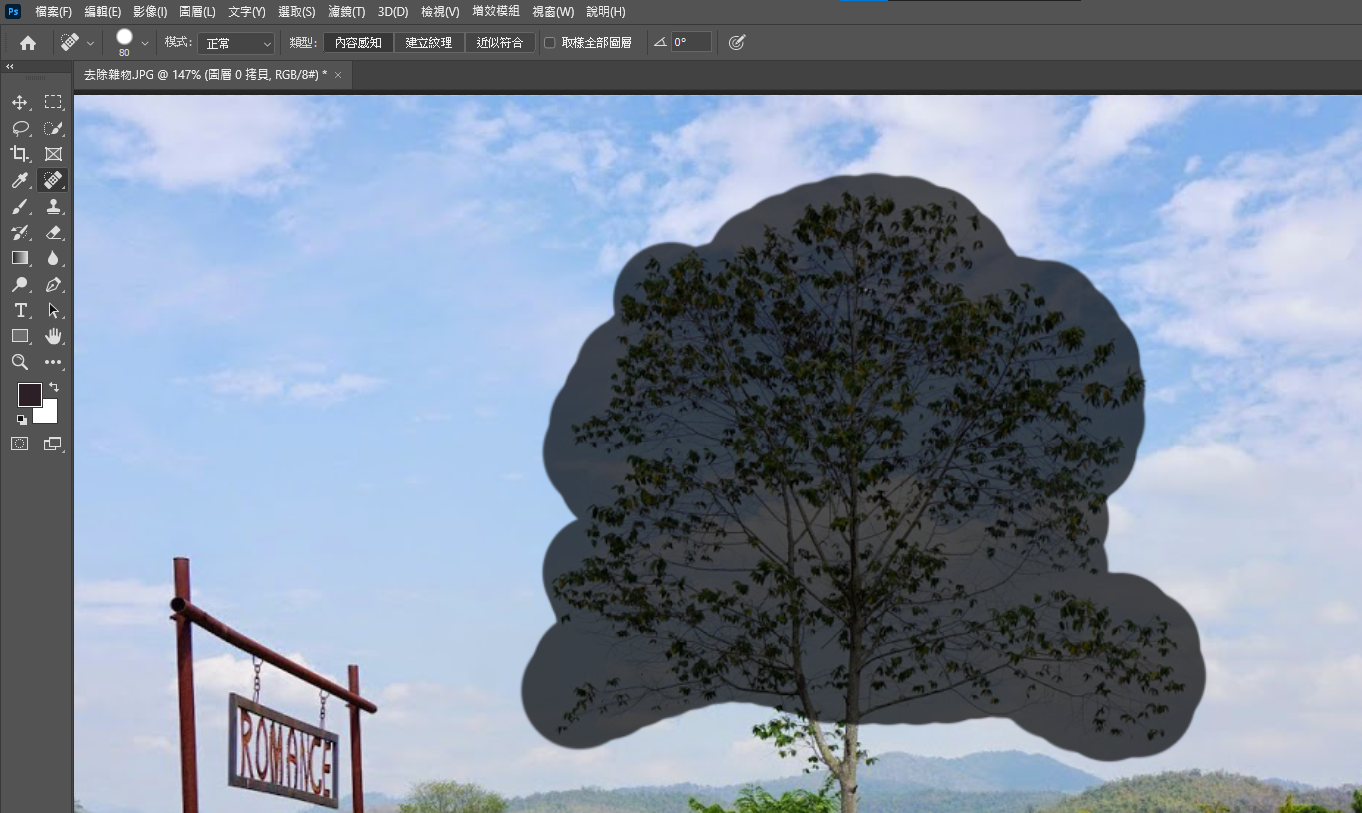 Ps 檔案(F) 編輯(E) 影像(I) 圖層(L) 文字(Y) 選取(S) 濾鏡(T) 3D(D) 檢視(V) 增效模組 視窗(W) 說明(H)
80 模式: 正常 類型: 內容感知 建立紋理 近似符合 取樣全部圖層 0°
去除雜物.JPG @ 147% (圖層 0 拷貝, RGB/8#) * ×
ROMANCE